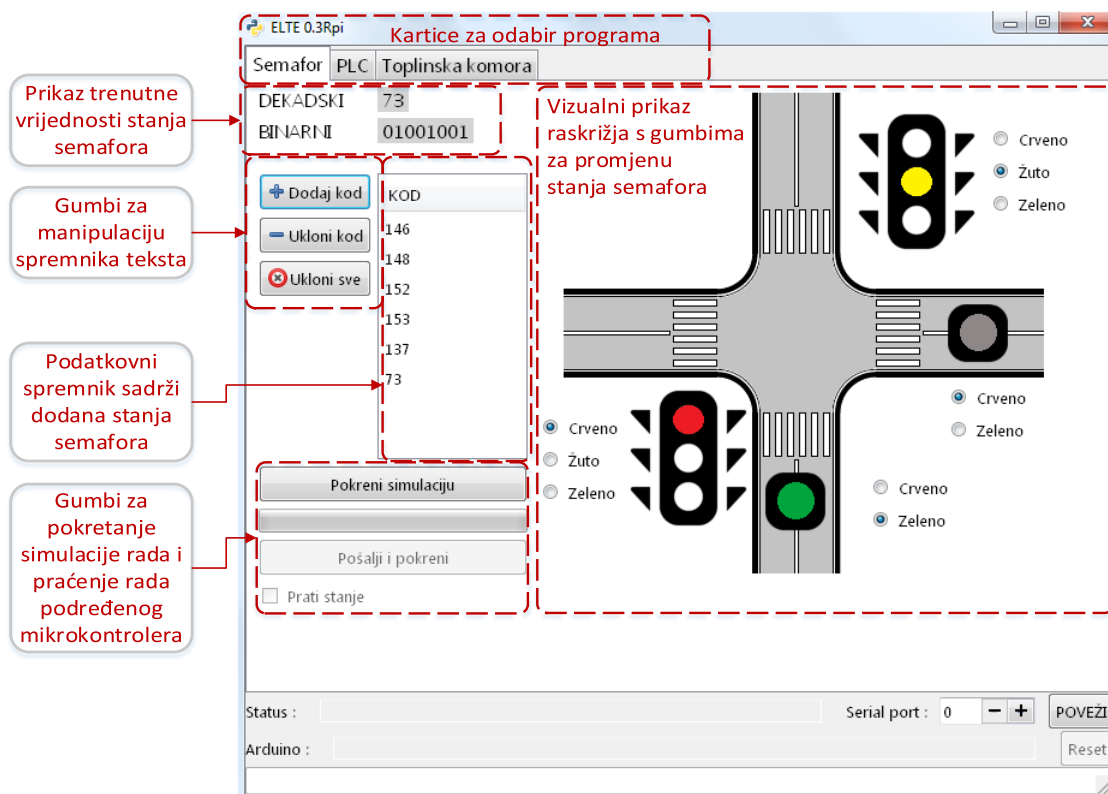 ELTE 0.3Rpi
Kartice za odabir programa
Semafor PLC Toplinska komora
Prikaz trenutne
vrijednosti stanja
semafora
DEKADSKI 73
BINARNI 01001001
Vizualni prikaz
raskrižja s gumbima
za promjenu
stanja semafora
Crveno
Žuto
Zeleno
Gumbi za
manipulaciju
spremnika teksta
Dodaj kod
Ukloni kod
Ukloni sve
KOD
146
148
152
153
137
73
Podatkovni
spremnik sadrži
dodana stanja
semafora
Crveno
Žuto
Zeleno
Crveno
Zeleno
Crveno
Zeleno
Gumbi za
pokretanje
simulacije rada i
praćenje rada
podređenog
mikrokontrolera
Pokreni simulaciju
Pošalji i pokreni
Prati stanje
Status :
Serial port : 0
POVEŽI
Arduino :
Reset